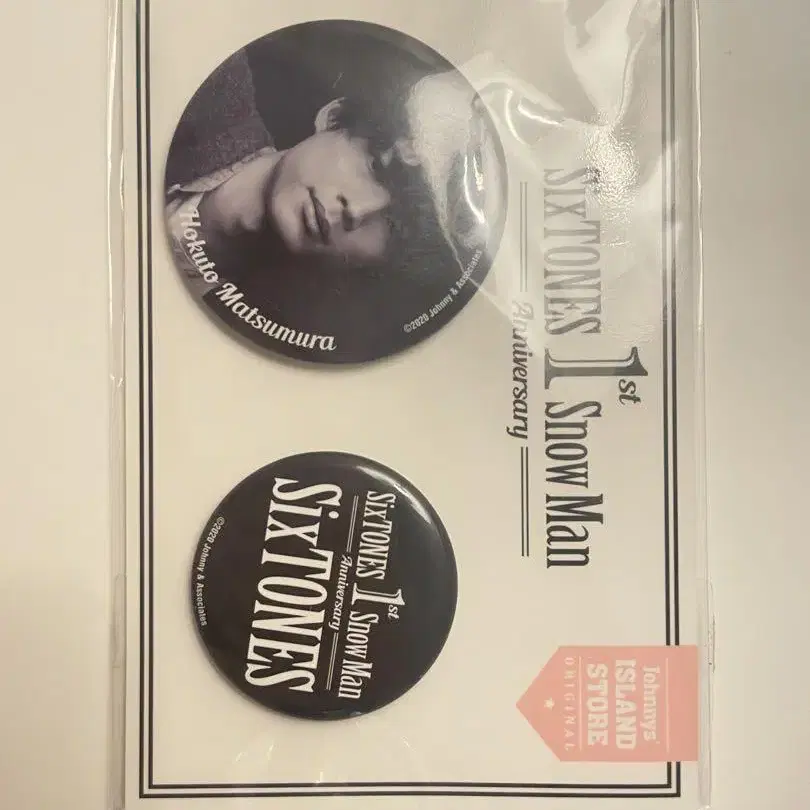 SixTONES 1st Snow Man
Anniversary
Hokuto Matsumura
©2020 Johnny & Associates
SixTONES 1st Snow Man
Anniversary
SixTONES
©2020 Johnny & Associates
Johnnys'
ISLAND
STORE
ORIGINAL